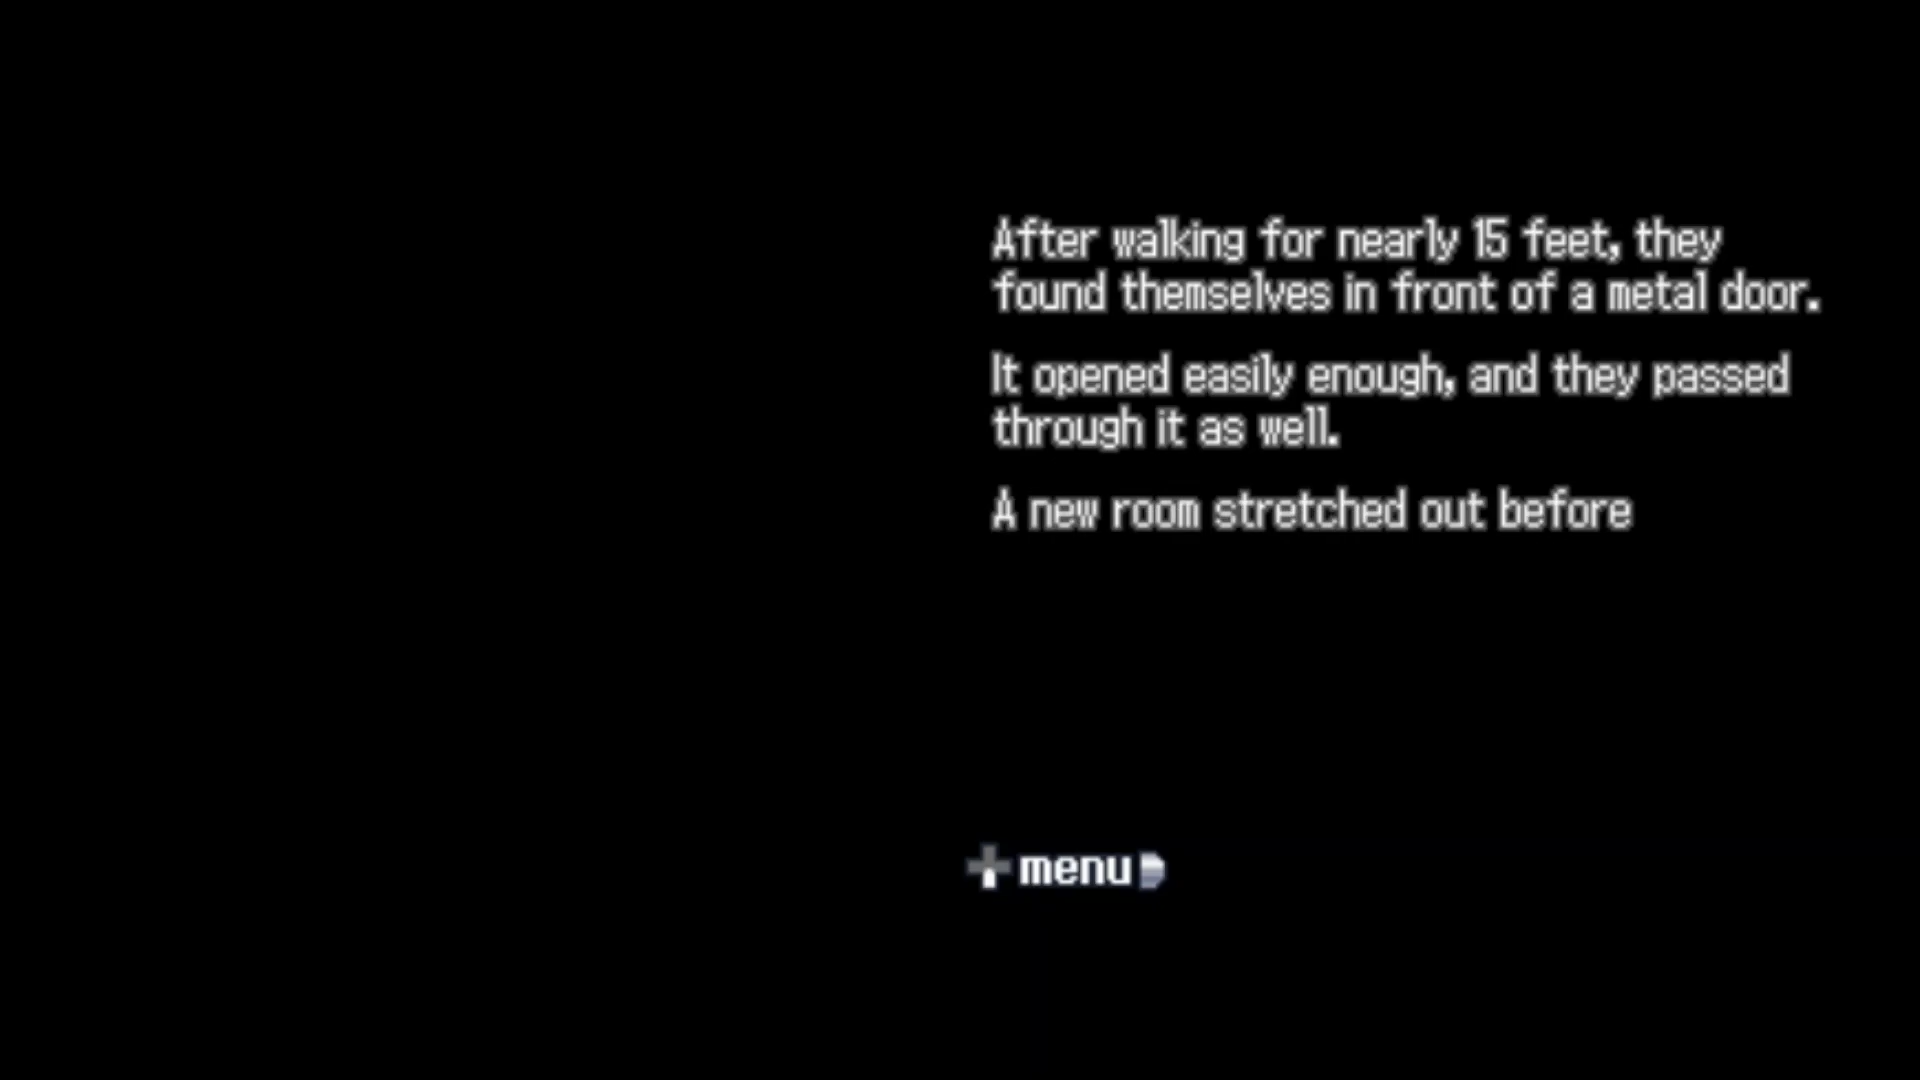 After walking for nearly 15 feet, they
found themselves in front of a metal door.
It opened easily enough, and they passed
through it as well.
A new room stretched out before
menu